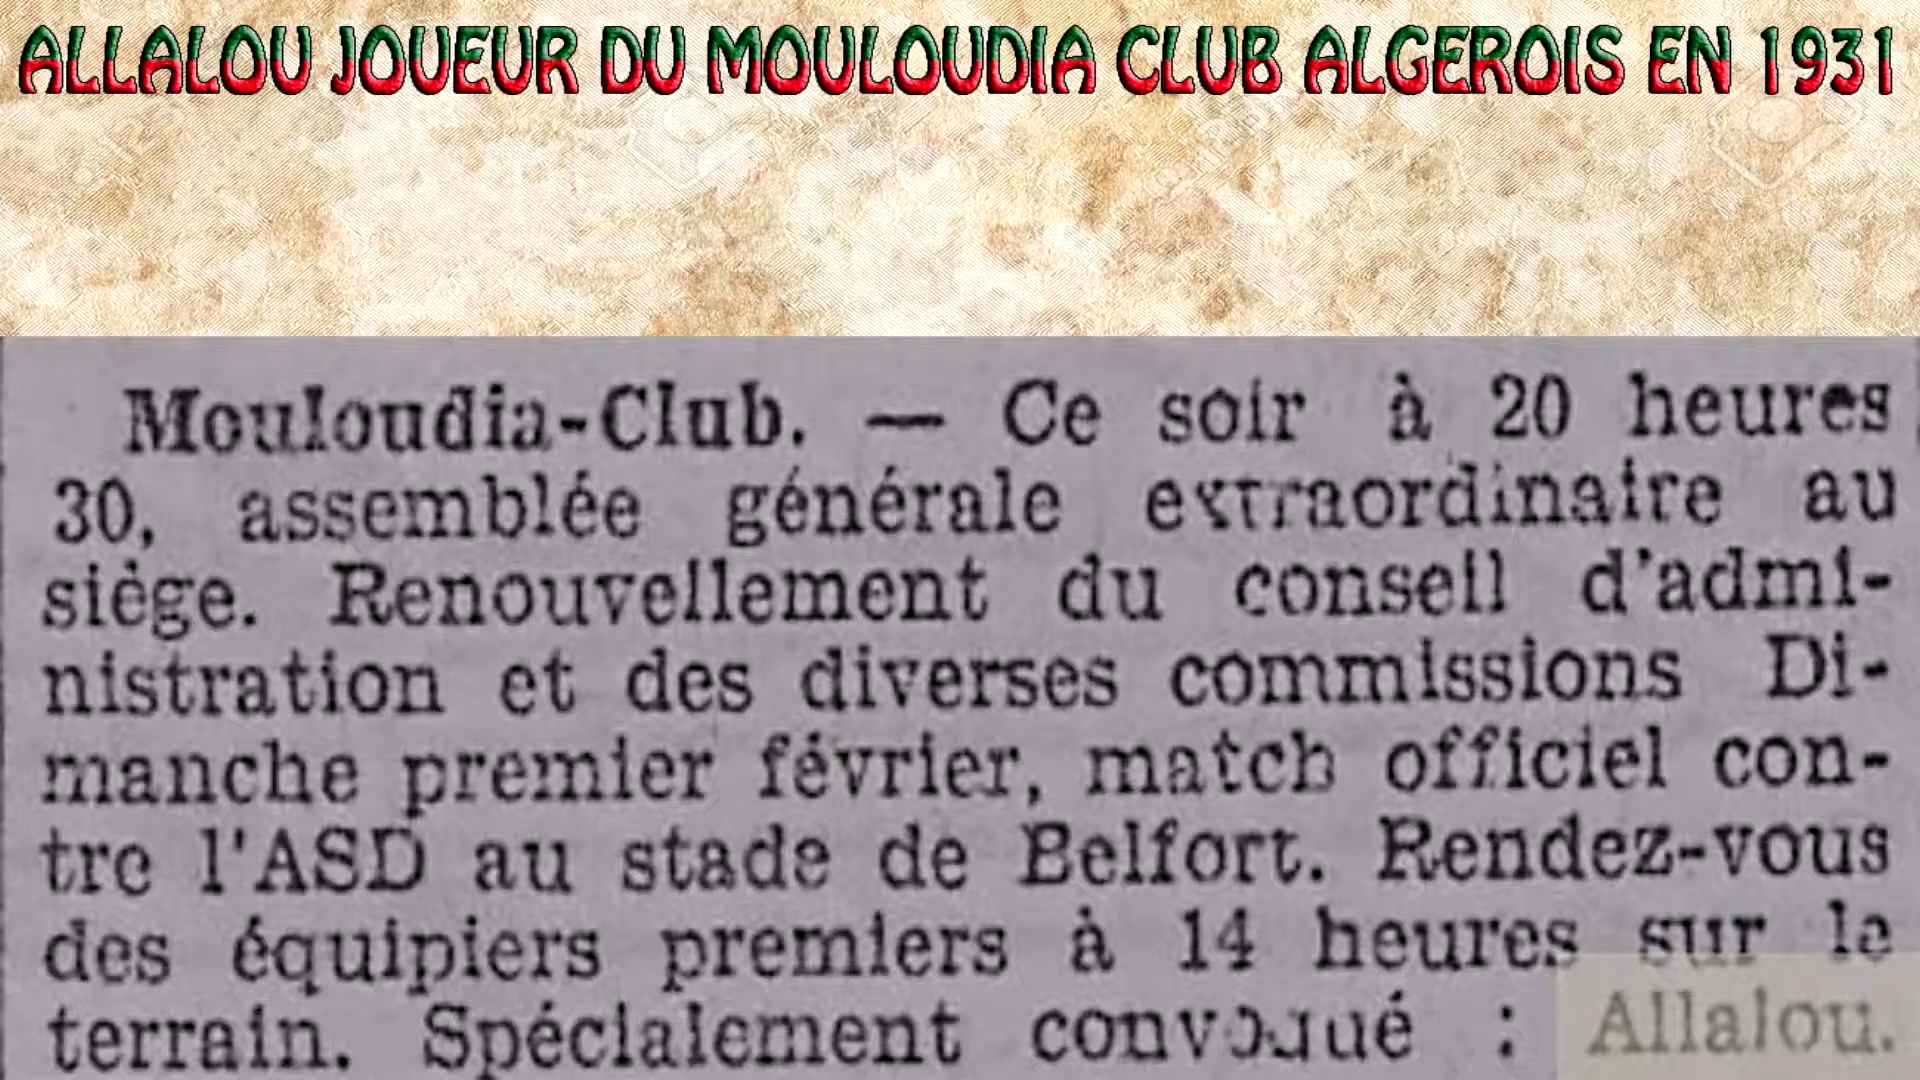 ALLALOU JOUEUR DU MOULOUDIA CLUB ALGEROIS EN 1931
Mouloudia-Club. — Ce soir à 20 heures
30, assemblée générale extraordinaire au
siège. Renouvellement du conseil d'admi-
nistration et des diverses commissions Di-
manche premier février, match officiel con-
tre l'ASD au stade de Belfort. Rendez-vous
des équipiers premiers à 14 heures sur le
terrain. Spécialement convoqué : Allalou.